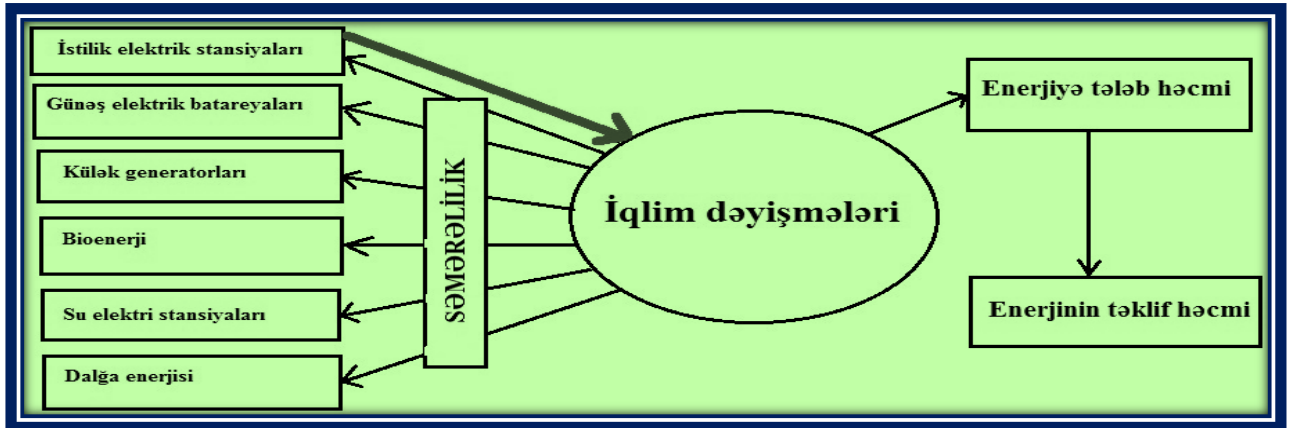 İstilik elektrik stansiyaları
Günəş elektrik batareyaları
Külək generatorları
Bioenerji
Su elektri stansiyaları
Dalğa enerjisi
SƏMƏRƏLİLİK
İqlim dəyişmələri
Enerjiyə tələb həcmi
Enerjinin təklif həcmi